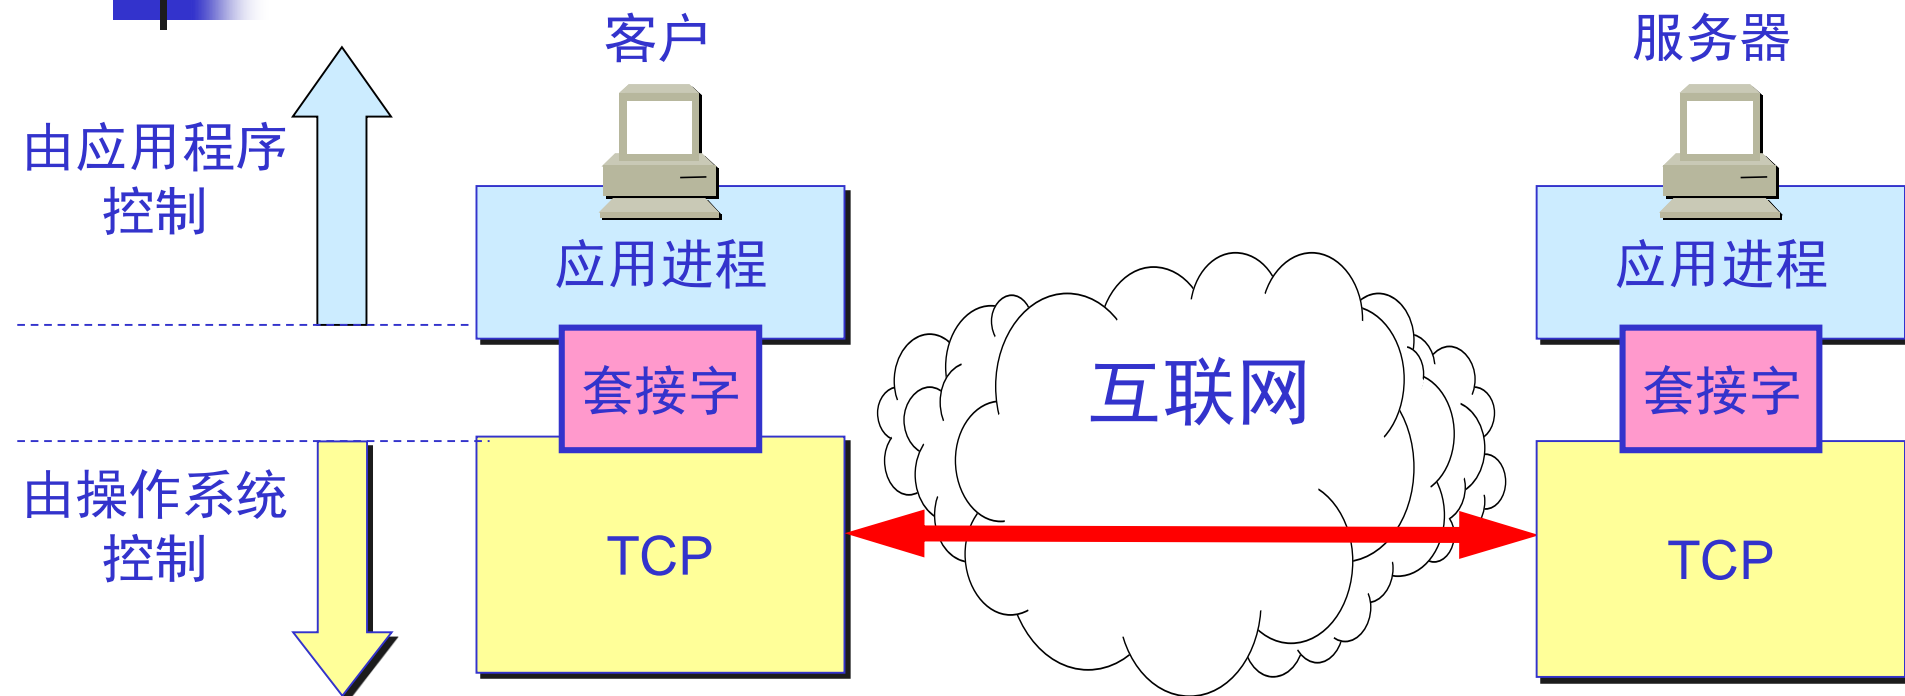 客户
服务器
由应用程序
控制
应用进程
应用进程
套接字
互联网
套接字
由操作系统
控制
TCP
TCP